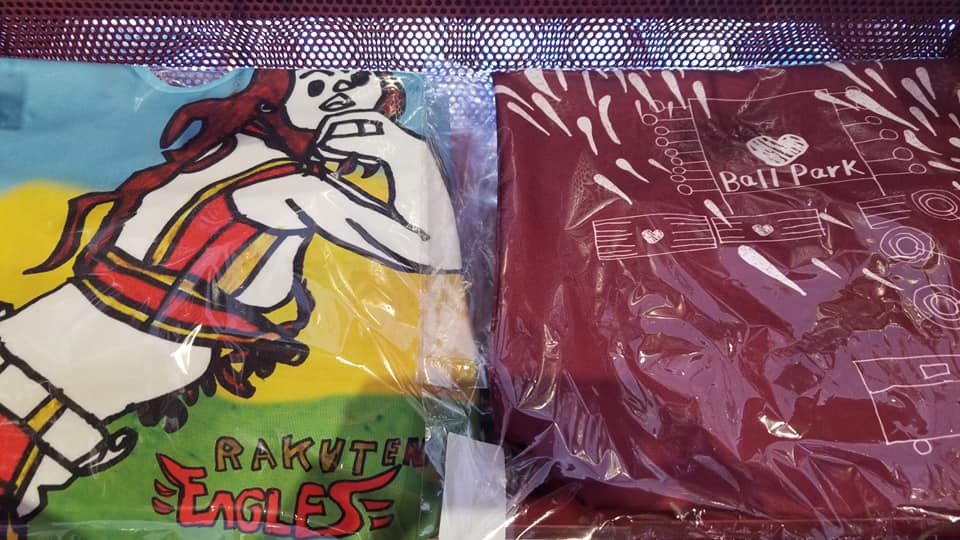 RAKUTEN
EAGLES
Ball Park